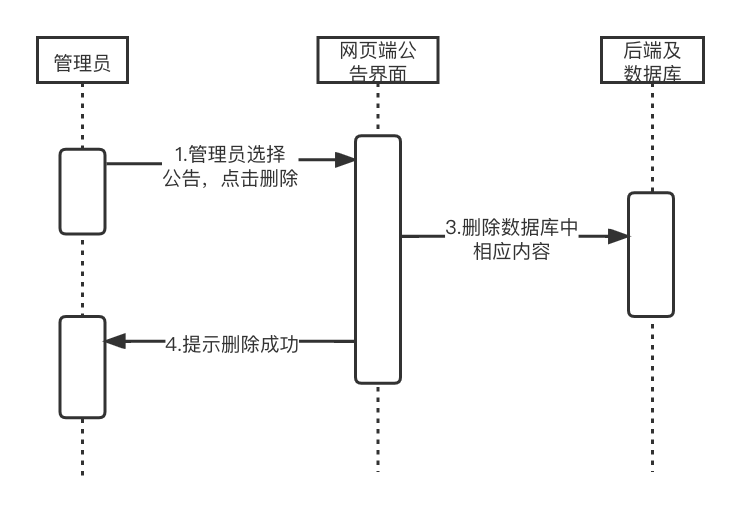 管理员
网页端公
告界面
后端及
数据库
1.管理员选择
公告，点击删除
3.删除数据库中
相应内容
4.提示删除成功